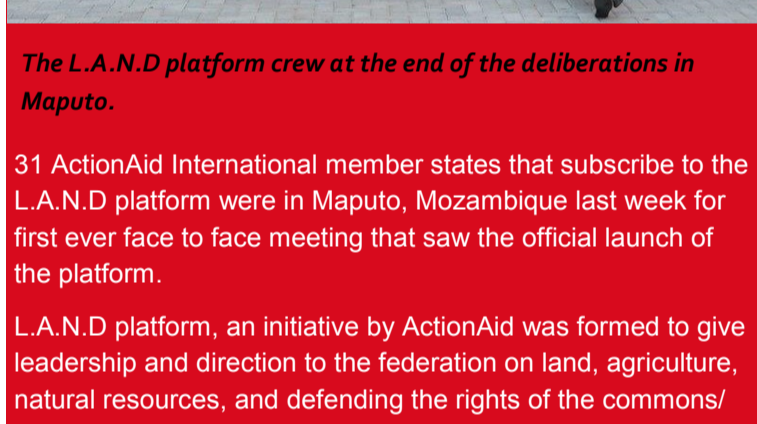 The L.A.N.D platform crew at the end of the deliberations in
Maputo.
31 ActionAid International member states that subscribe to the
L.A.N.D platform were in Maputo, Mozambique last week for
first ever face to face meeting that saw the official launch of
the platform.
L.A.N.D platform, an initiative by ActionAid was formed to give
leadership and direction to the federation on land, agriculture,
natural resources, and defending the rights of the commons/